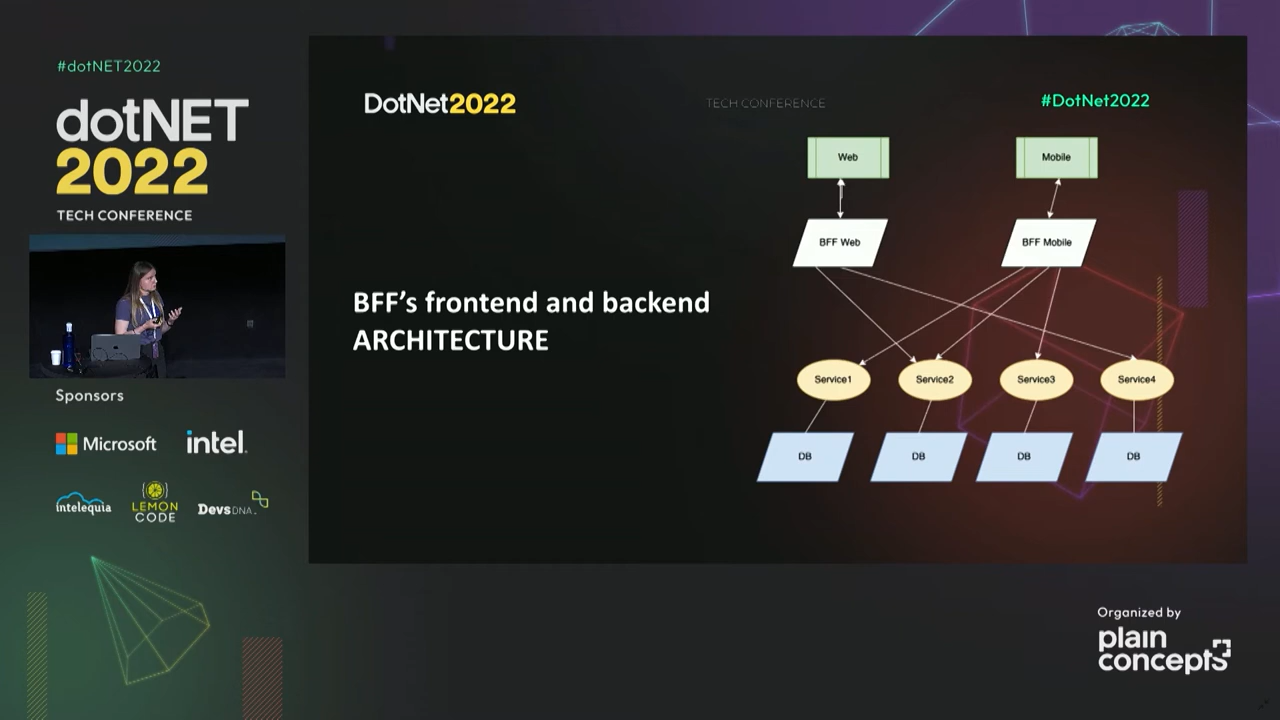 #dotNET2022
dotNET
2022
TECH CONFERENCE
Sponsors
Microsoft
intel.
intelequia
LEMON
CODE
DevsDNA
DotNet2022
TECH CONFERENCE
#DotNet2022
BFF's frontend and backend
ARCHITECTURE
Web
Mobile
BFF Web
BFF Mobile
Service1
Service2
Service3
Service4
DB
DB
DB
DB
Organized by
plain
concepts